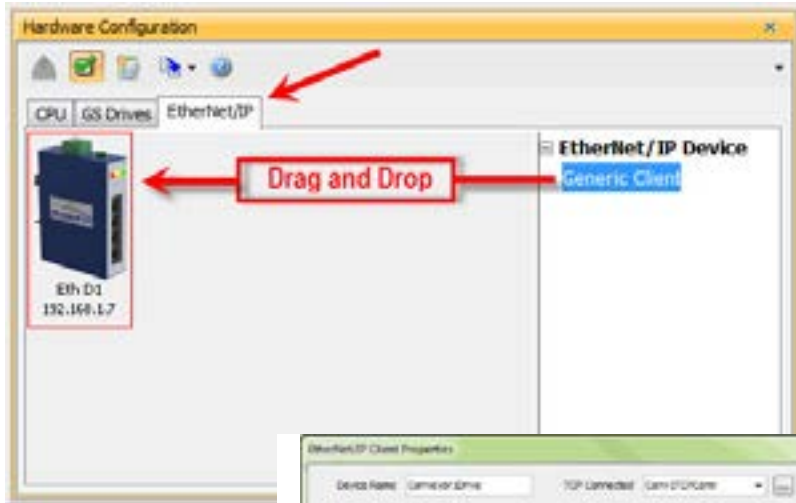 Hardware Configuration
CPU GS Drives EtherNet/IP
EtherNet/IP Device
Generic Client
Drag and Drop
Eth D1
192.168.1.7
EtherNet/IP Client Properties
Device Name
TCP Connected